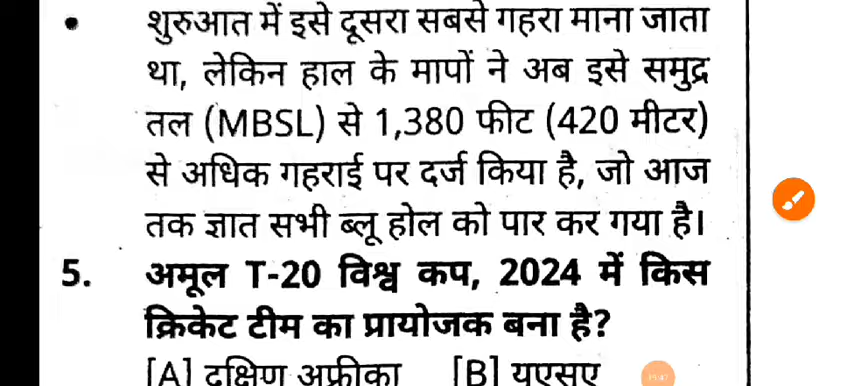 • शुरुआत में इसे दूसरा सबसे गहरा माना जाता
था, लेकिन हाल के मापों ने अब इसे समुद्र
तल (MBSL) से 1,380 फीट (420 मीटर)
से अधिक गहराई पर दर्ज किया है, जो आज
तक ज्ञात सभी ब्लू होल को पार कर गया है।
5. अमूल T-20 विश्व कप, 2024 में किस
क्रिकेट टीम का प्रायोजक बना है?
[A] दक्षिण अफ्रीका [B] यूएसए